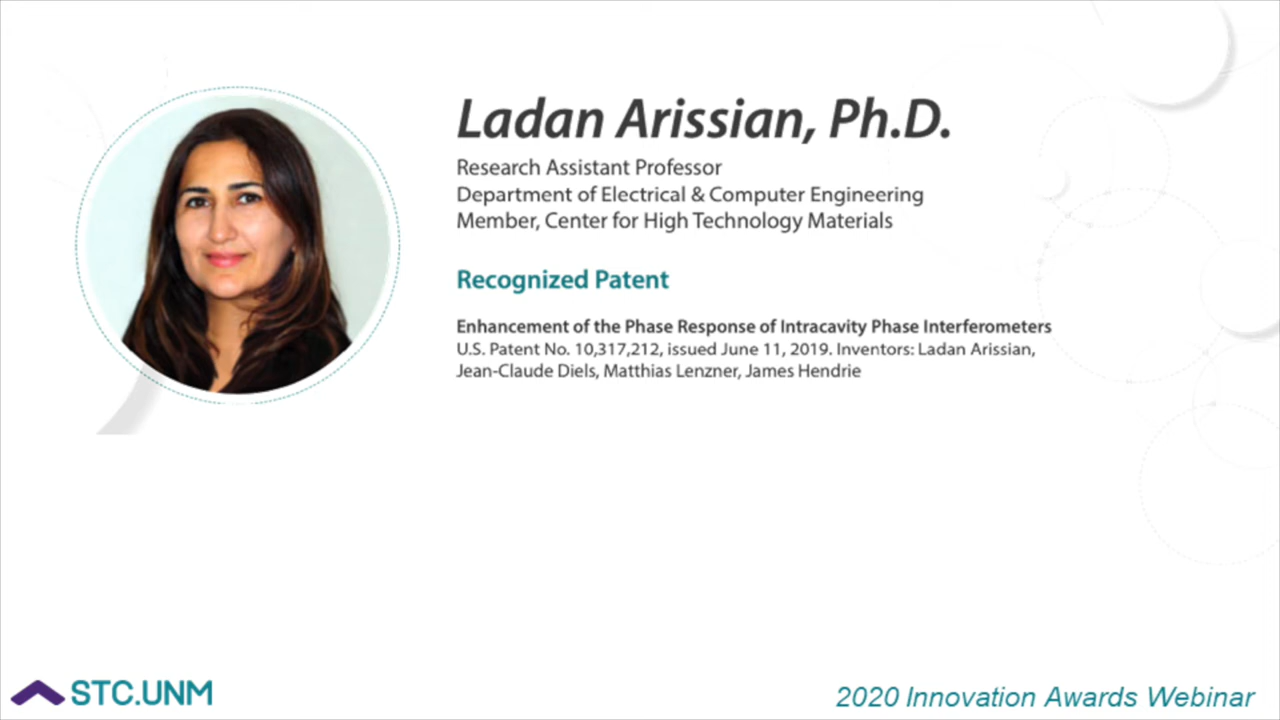 Ladan Arissian, Ph.D.
Research Assistant Professor
Department of Electrical & Computer Engineering
Member, Center for High Technology Materials
Recognized Patent
Enhancement of the Phase Response of Intracavity Phase Interferometers
U.S. Patent No. 10,317,212, issued June 11, 2019. Inventors: Ladan Arissian,
Jean-Claude Diels, Matthias Lenzner, James Hendrie
STC.UNM
2020 Innovation Awards Webinar